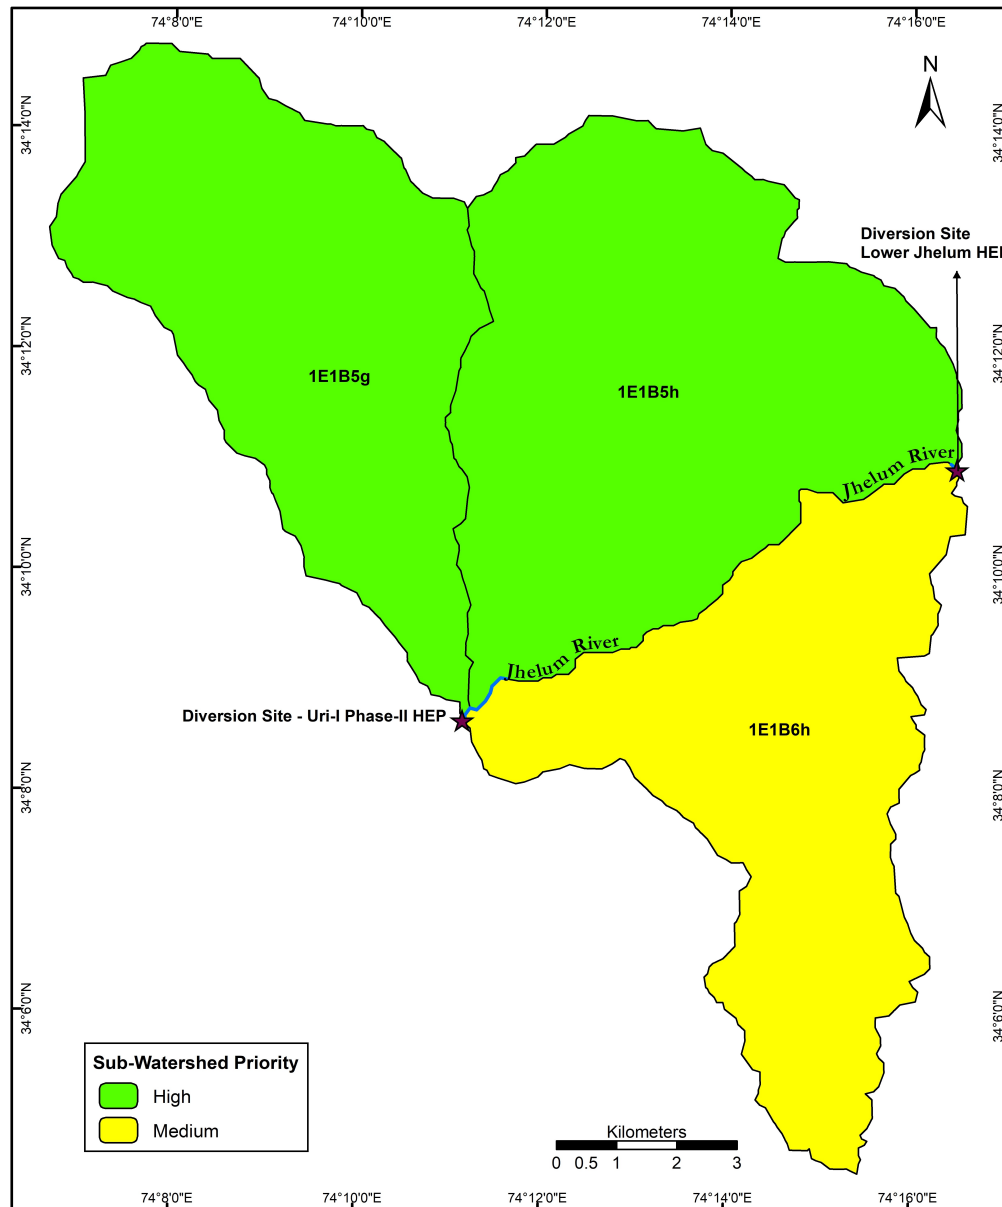 74°8'0"E
74°10'0"E
74°12'0"E
74°14'0"E
74°16'0"E
N
34°14'0"N
34°14'0"N
Diversion Site
Lower Jhelum HEP
34°12'0"N
34°12'0"N
1E1B5g
1E1B5h
Jhelum River
34°10'0"N
34°10'0"N
Jhelum River
Diversion Site - Uri-I Phase-II HEP
1E1B6h
34°8'0"N
34°8'0"N
34°6'0"N
34°6'0"N
Sub-Watershed Priority
High
Medium
Kilometers
0 0.5 1 2 3
74°8'0"E
74°10'0"E
74°12'0"E
74°14'0"E
74°16'0"E